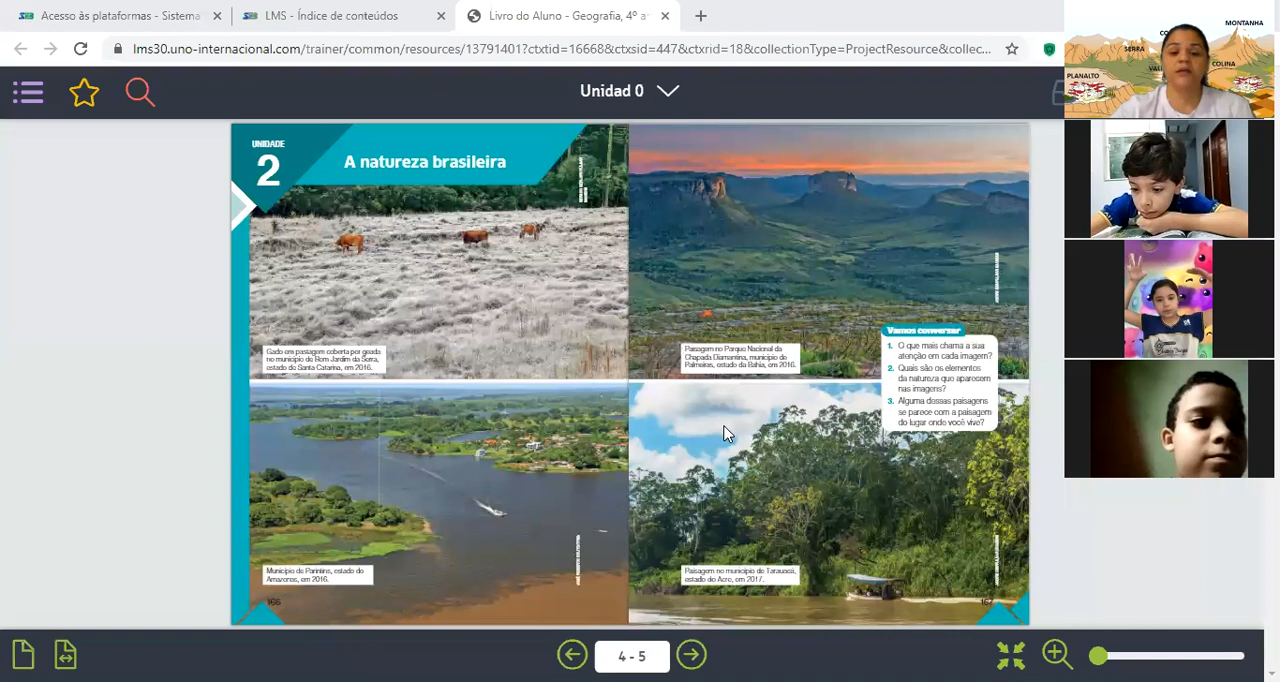 Acesso às plataformas - Sistema
LMS - Índice de conteúdos
Livro do Aluno - Geografia, 4º a
lms30.uno-internacional.com/trainer/common/resources/13791401?ctxtid=16668&ctxsid=447&ctxrid=18&collectionType=ProjectResource&collec...
MONTANHA
SERRA
COLINA
PLANALTO
Unidad 0
UNIDADE
2
A natureza brasileira
Gado em pastagem coberta por geada
no município de Bom Jardim da Serra,
estado de Santa Catarina, em 2016.
Paisagem no Parque Nacional da
Chapada Diamantina, município de
Palmeiras, estado da Bahia, em 2016.
Vamos conversar
1. O que mais chama a sua
atenção em cada imagem?
2. Quais são os elementos
da natureza que aparecem
nas imagens?
3. Alguma dessas paisagens
se parece com a paisagem
do lugar onde você vive?
Município de Parintins, estado do
Amazonas, em 2016.
Paisagem no município de Tarauacá,
estado do Acre, em 2017.
166
4 - 5